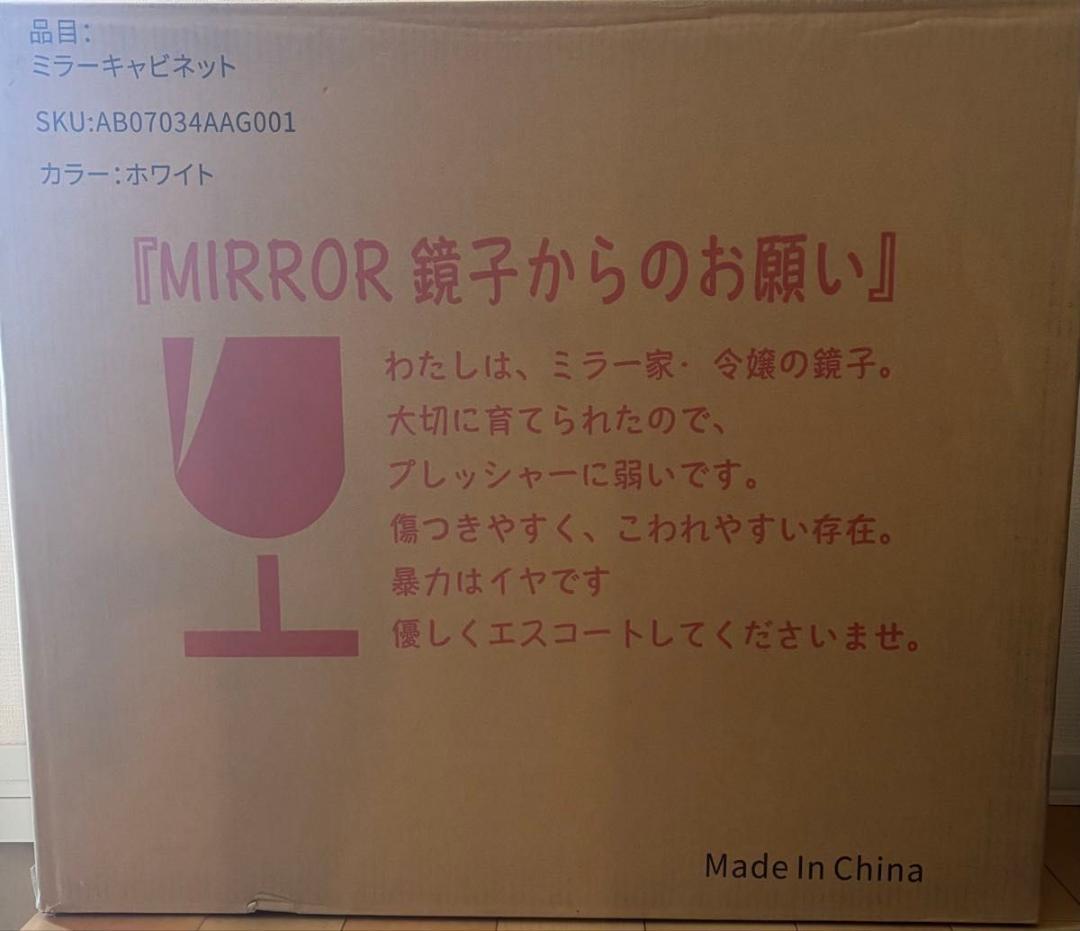 品目：
ミラーキャビネット
SKU:AB07034AAG001
カラー：ホワイト
『MIRROR 鏡子からのお願い』
わたしは、ミラー家· 令嬢の鏡子。
大切に育てられたので、
プレッシャーに弱いです。
傷つきやすく、こわれやすい存在。
暴力はイヤです
優しくエスコートしてくださいませ。
Made In China